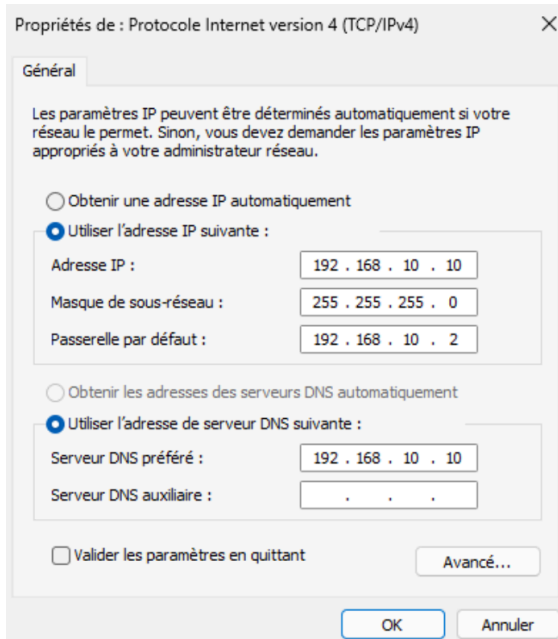 Propriétés de : Protocole Internet version 4 (TCP/IPv4)
Général
Les paramètres IP peuvent être déterminés automatiquement si votre
réseau le permet. Sinon, vous devez demander les paramètres IP
appropriés à votre administrateur réseau.
Obtenir une adresse IP automatiquement
Utiliser l'adresse IP suivante :
Adresse IP : 192 . 168 . 10 . 10
Masque de sous-réseau : 255 . 255 . 255 . 0
Passerelle par défaut : 192 . 168 . 10 . 2
Obtenir les adresses des serveurs DNS automatiquement
Utiliser l'adresse de serveur DNS suivante :
Serveur DNS préféré : 192 . 168 . 10 . 10
Serveur DNS auxiliaire : . . .
Valider les paramètres en quittant
Avancé...
OK Annuler